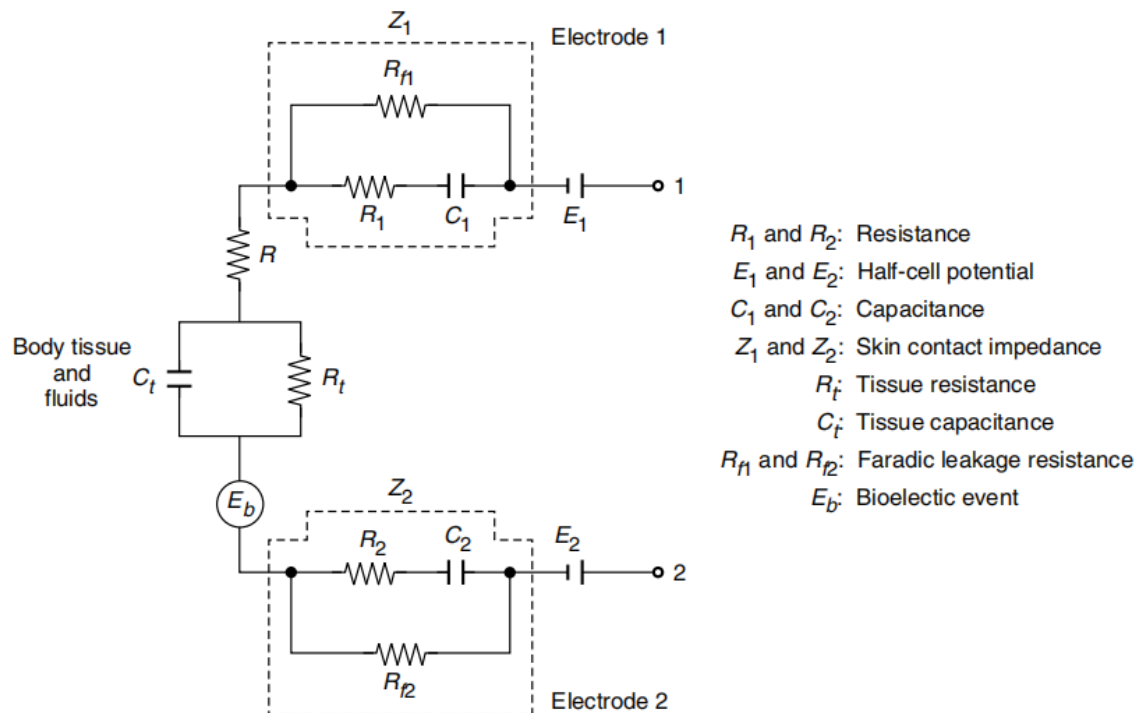 Z1
Electrode 1
Rf1
R1
C1
E1
1
R
Body tissue
and
fluids
Ct
Rt
Eb
Z2
R2
C2
E2
2
Rf2
Electrode 2
R1 and R2: Resistance
E1 and E2: Half-cell potential
C1 and C2: Capacitance
Z1 and Z2: Skin contact impedance
Rt: Tissue resistance
Ct: Tissue capacitance
Rf1 and Rf2: Faradic leakage resistance
Eb: Bioelectic event